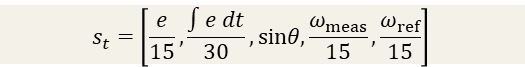 s_t = [ e/15, ∫ e dt/30, sinθ, ω_meas/15, ω_ref/15 ]